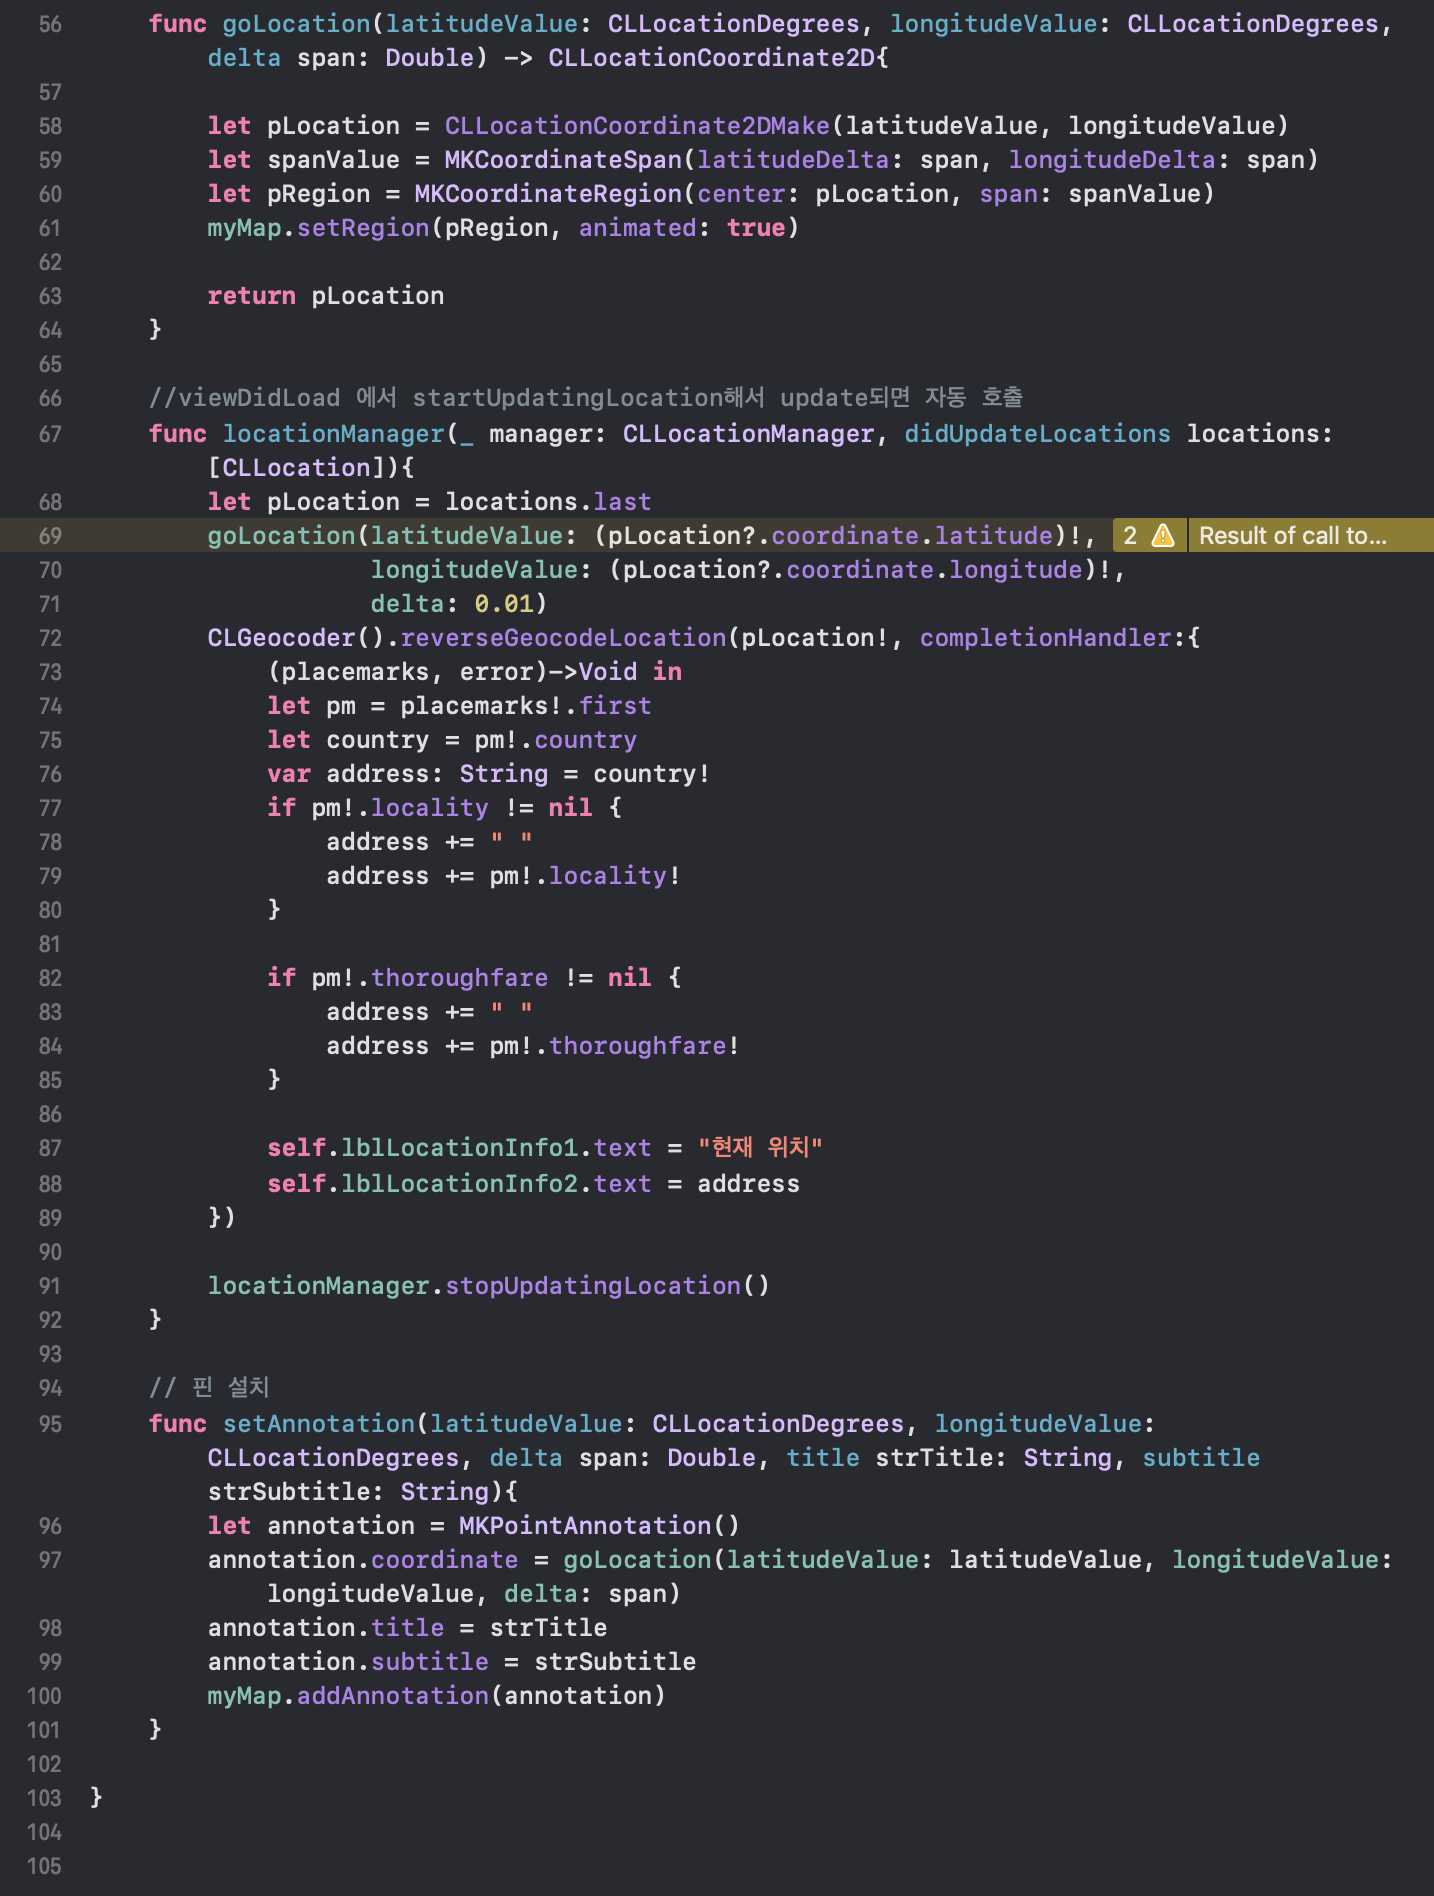 56 func goLocation(latitudeValue: CLLocationDegrees, longitudeValue: CLLocationDegrees,
delta span: Double) -> CLLocationCoordinate2D{
57
58 let pLocation = CLLocationCoordinate2DMake(latitudeValue, longitudeValue)
59 let spanValue = MKCoordinateSpan(latitudeDelta: span, longitudeDelta: span)
60 let pRegion = MKCoordinateRegion(center: pLocation, span: spanValue)
61 myMap.setRegion(pRegion, animated: true)
62
63 return pLocation
64 }
65
66 //viewDidLoad 에서 startUpdatingLocation해서 update되면 자동 호출
67 func locationManager(_ manager: CLLocationManager, didUpdateLocations locations:
[CLLocation]){
68 let pLocation = locations.last
69 goLocation(latitudeValue: (pLocation?.coordinate.latitude)!, 2 Result of call to...
70 longitudeValue: (pLocation?.coordinate.longitude)!,
71 delta: 0.01)
72 CLGeocoder().reverseGeocodeLocation(pLocation!, completionHandler:{
73 (placemarks, error)->Void in
74 let pm = placemarks!.first
75 let country = pm!.country
76 var address: String = country!
77 if pm!.locality != nil {
78 address += " "
79 address += pm!.locality!
80 }
81
82 if pm!.thoroughfare != nil {
83 address += " "
84 address += pm!.thoroughfare!
85 }
86
87 self.lblLocationInfo1.text = "현재 위치"
88 self.lblLocationInfo2.text = address
89 })
90
91 locationManager.stopUpdatingLocation()
92 }
93
94 // 핀 설치
95 func setAnnotation(latitudeValue: CLLocationDegrees, longitudeValue:
CLLocationDegrees, delta span: Double, title strTitle: String, subtitle
strSubtitle: String){
96 let annotation = MKPointAnnotation()
97 annotation.coordinate = goLocation(latitudeValue: latitudeValue, longitudeValue:
longitudeValue, delta: span)
98 annotation.title = strTitle
99 annotation.subtitle = strSubtitle
100 myMap.addAnnotation(annotation)
101 }
102
103 }
104
105